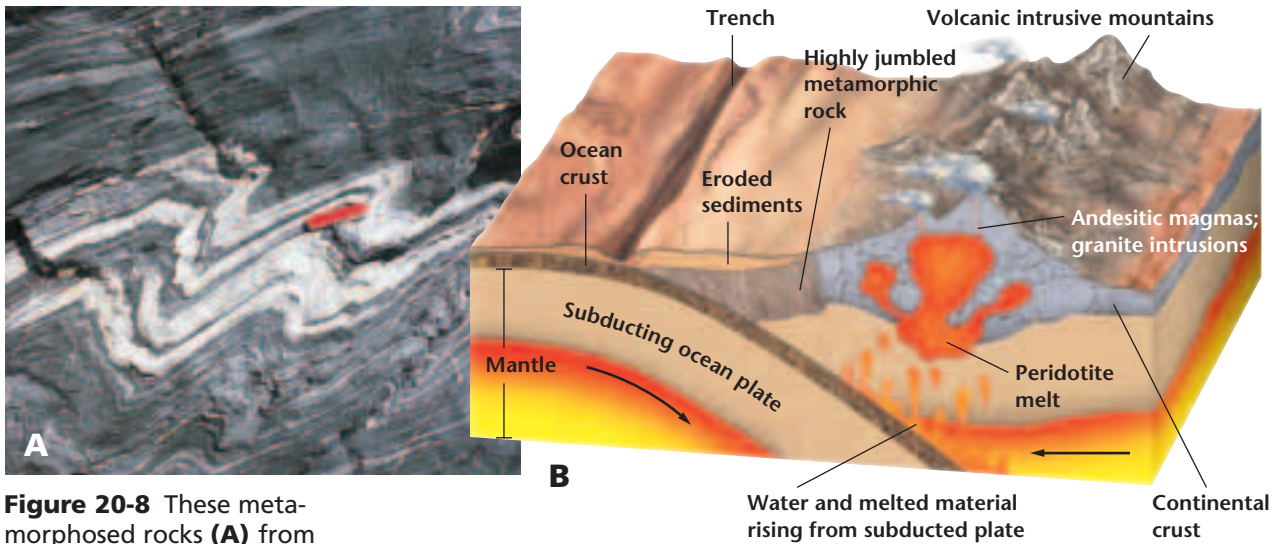 Trench
Volcanic intrusive mountains
Highly jumbled
metamorphic
rock
Ocean
crust
Eroded
sediments
Andesitic magmas;
granite intrusions
Subducting ocean plate
Mantle
Peridotite
melt
A
B
Water and melted material
rising from subducted plate
Continental
crust
Figure 20-8 These meta-
morphosed rocks (A) from